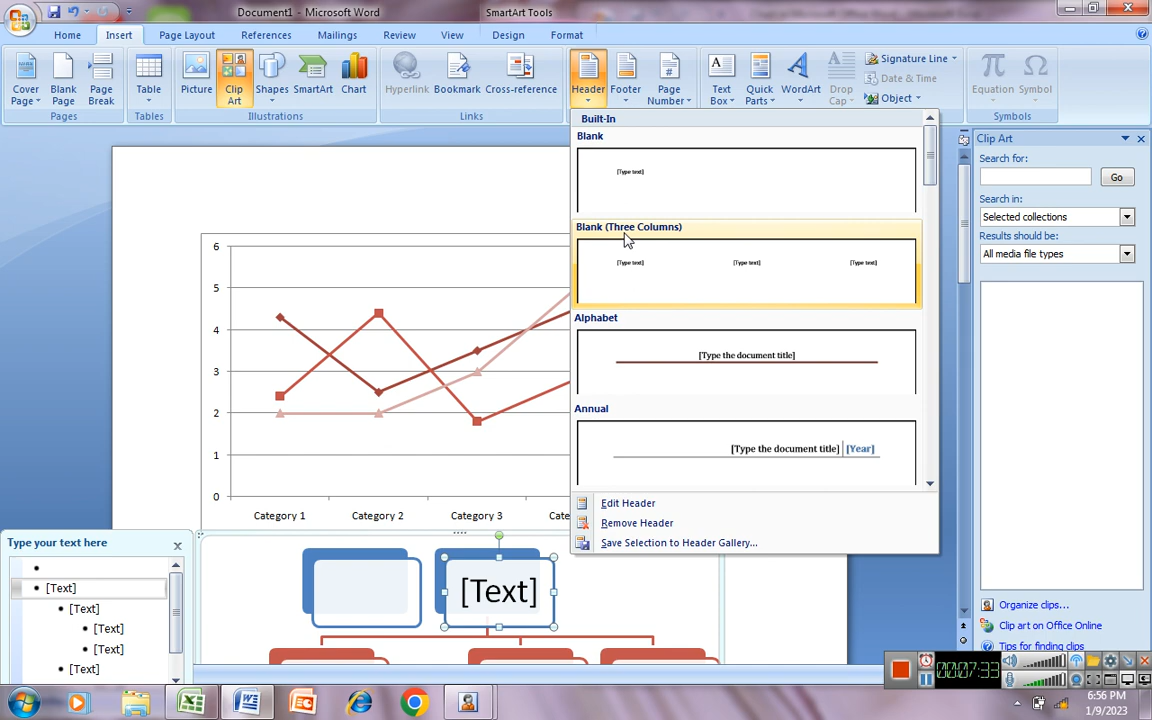 Document1 - Microsoft Word
SmartArt Tools
Home
Insert
Page Layout
References
Mailings
Review
View
Design
Format
Cover Page
Blank Page
Page Break
Table
Picture
Clip Art
Shapes
SmartArt
Chart
Hyperlink
Bookmark
Cross-reference
Header
Footer
Page Number
Text Box
Quick Parts
WordArt
Drop Cap
Signature Line
Date & Time
Object
Equation
Symbol
Pages
Tables
Illustrations
Links
Symbols
Built-In
Blank
[Type text]
Blank (Three Columns)
[Type text] [Type text] [Type text]
Alphabet
[Type the document title]
Annual
[Type the document title] [Year]
Edit Header
Remove Header
Save Selection to Header Gallery...
Clip Art
Search for:
Go
Search in:
Selected collections
Results should be:
All media file types
Organize clips...
Clip art on Office Online
Tips for finding clips
6
5
4
3
2
1
0
Category 1
Category 2
Category 3
Cate
Type your text here
[Text]
[Text]
[Text]
[Text]
[Text]
[Text]
00:07:33
6:56 PM
1/9/2023